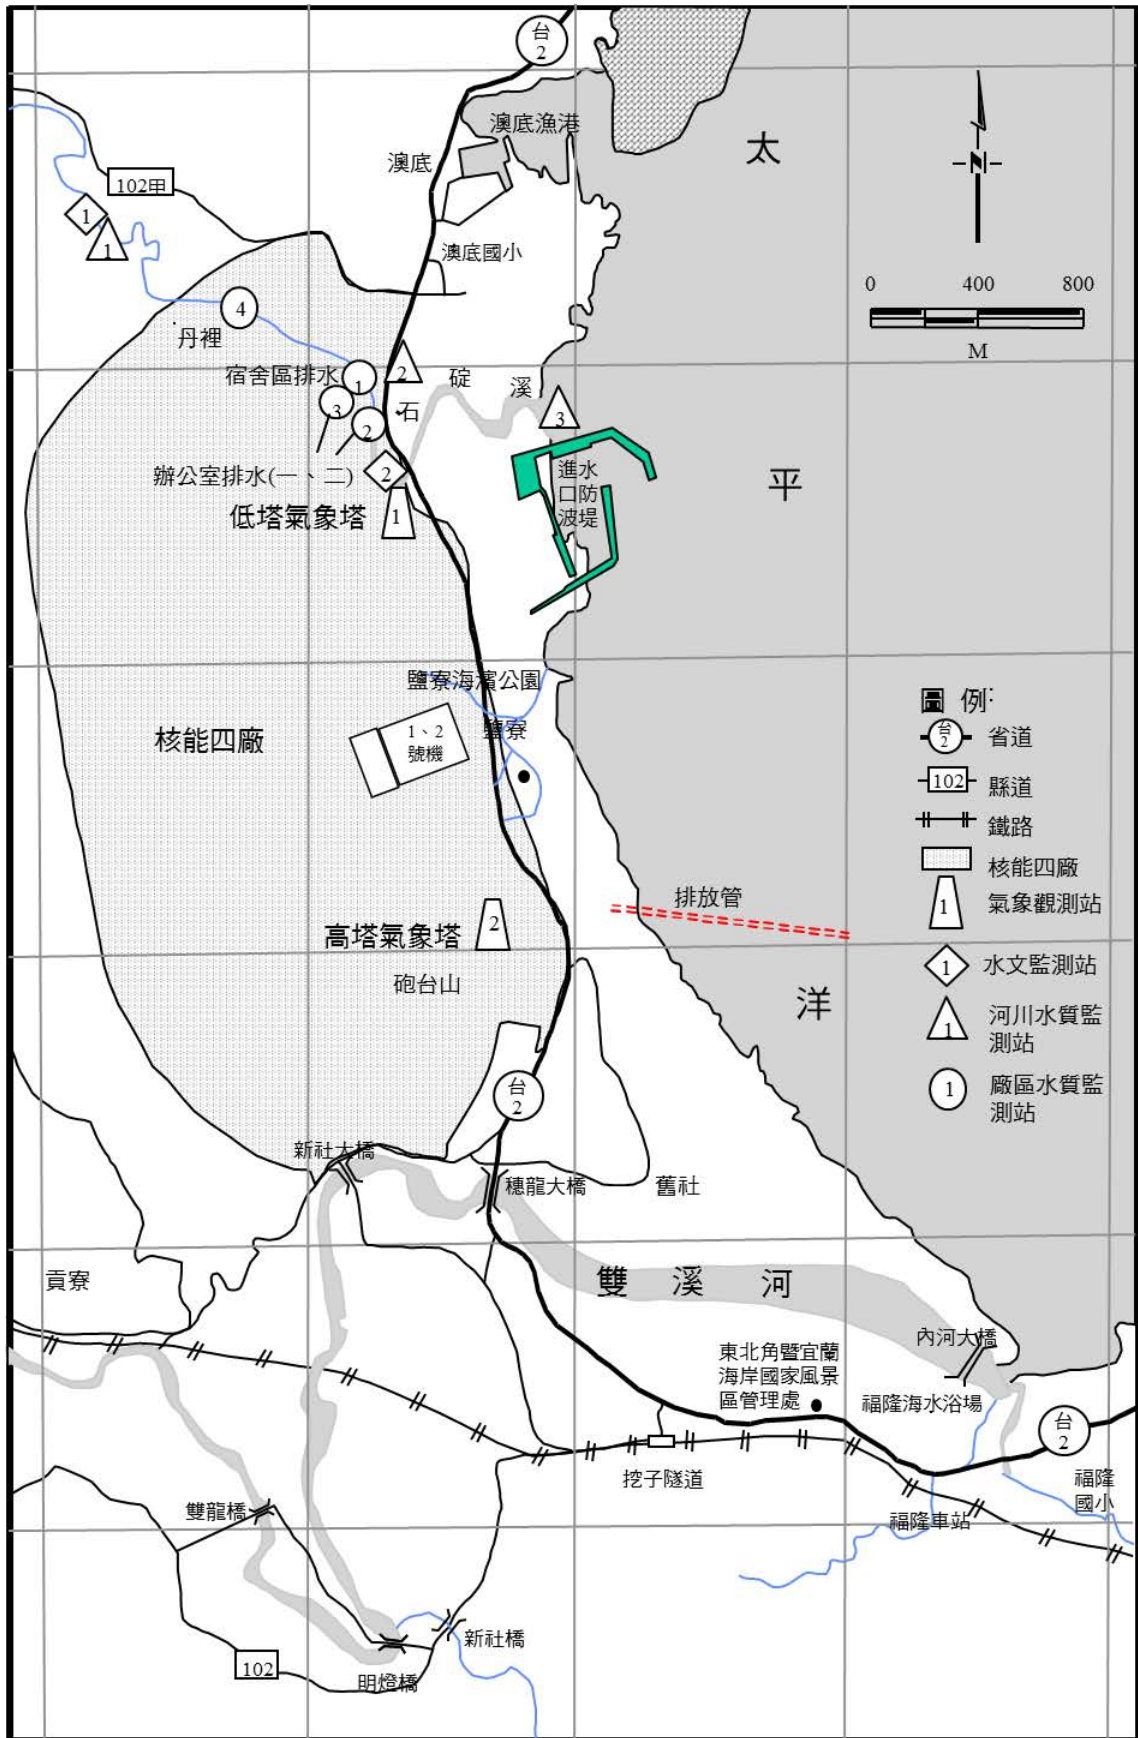 台
2
澳底漁港
太
澳底
102甲
N
1
1
澳底國小
0 400 800
M
4
丹裡
宿舍區排水
1
2
碇
溪
3
3
2
石
平
進水
口防
波堤
辦公室排水(一、二)
2
低塔氣象塔
1
鹽寮海濱公園
鹽寮
核能四廠
1、2
號機
圖 例:
台
2
省道
102
縣道
鐵路
核能四廠
1
氣象觀測站
1
水文監測站
1
河川水質監
測站
1
廠區水質監
測站
排放管
高塔氣象塔
2
砲台山
洋
台
2
新社大橋
穗龍大橋
舊社
貢寮
雙 溪 河
內河大橋
東北角暨宜蘭
海岸國家風景
區管理處
福隆海水浴場
台
2
挖子隧道
福隆
國小
雙龍橋
福隆車站
新社橋
102
明燈橋